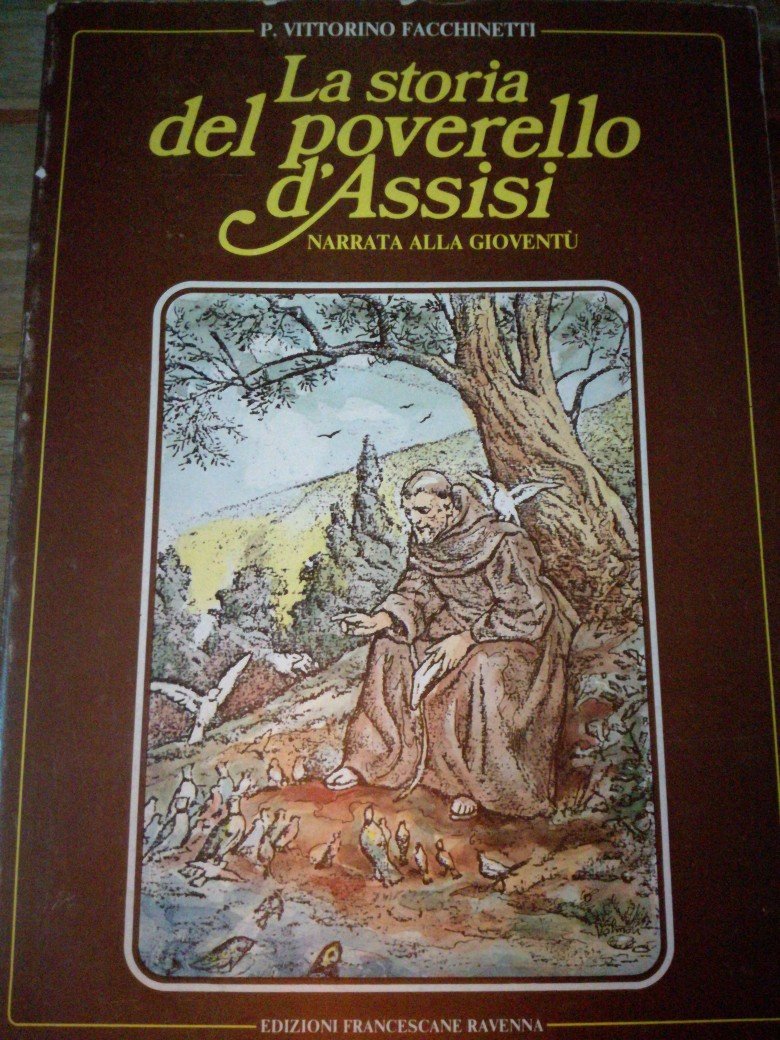 P. VITTORINO FACCHINETTI
La storia
del poverello
d'Assisi
NARRATA ALLA GIOVENTÙ
EDIZIONI FRANCESCANE RAVENNA